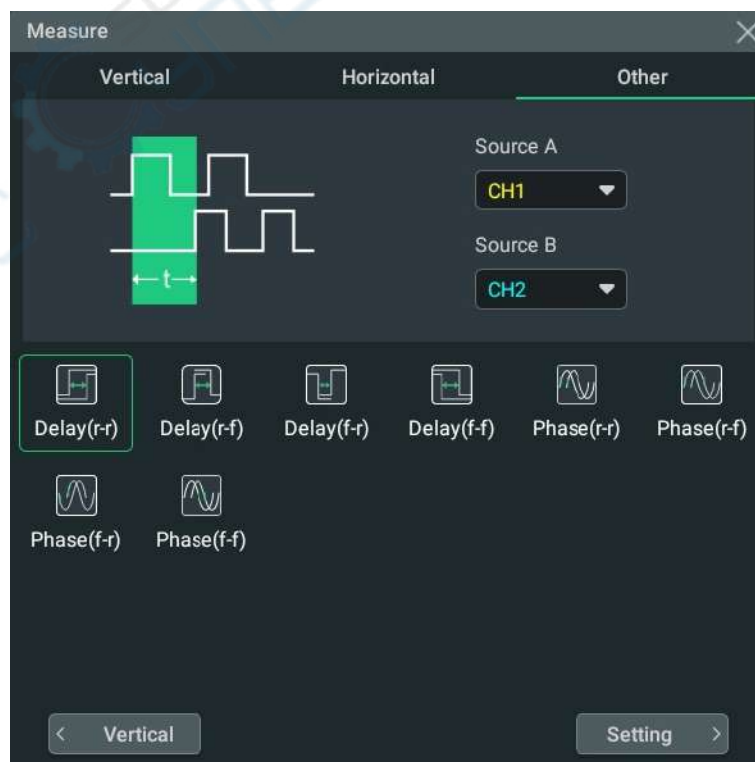 Measure
Vertical
Horizontal
Other
Source A
CH1
Source B
CH2
t
Delay(r-r)
Delay(r-f)
Delay(f-r)
Delay(f-f)
Phase(r-r)
Phase(r-f)
Phase(f-r)
Phase(f-f)
< Vertical
Setting >